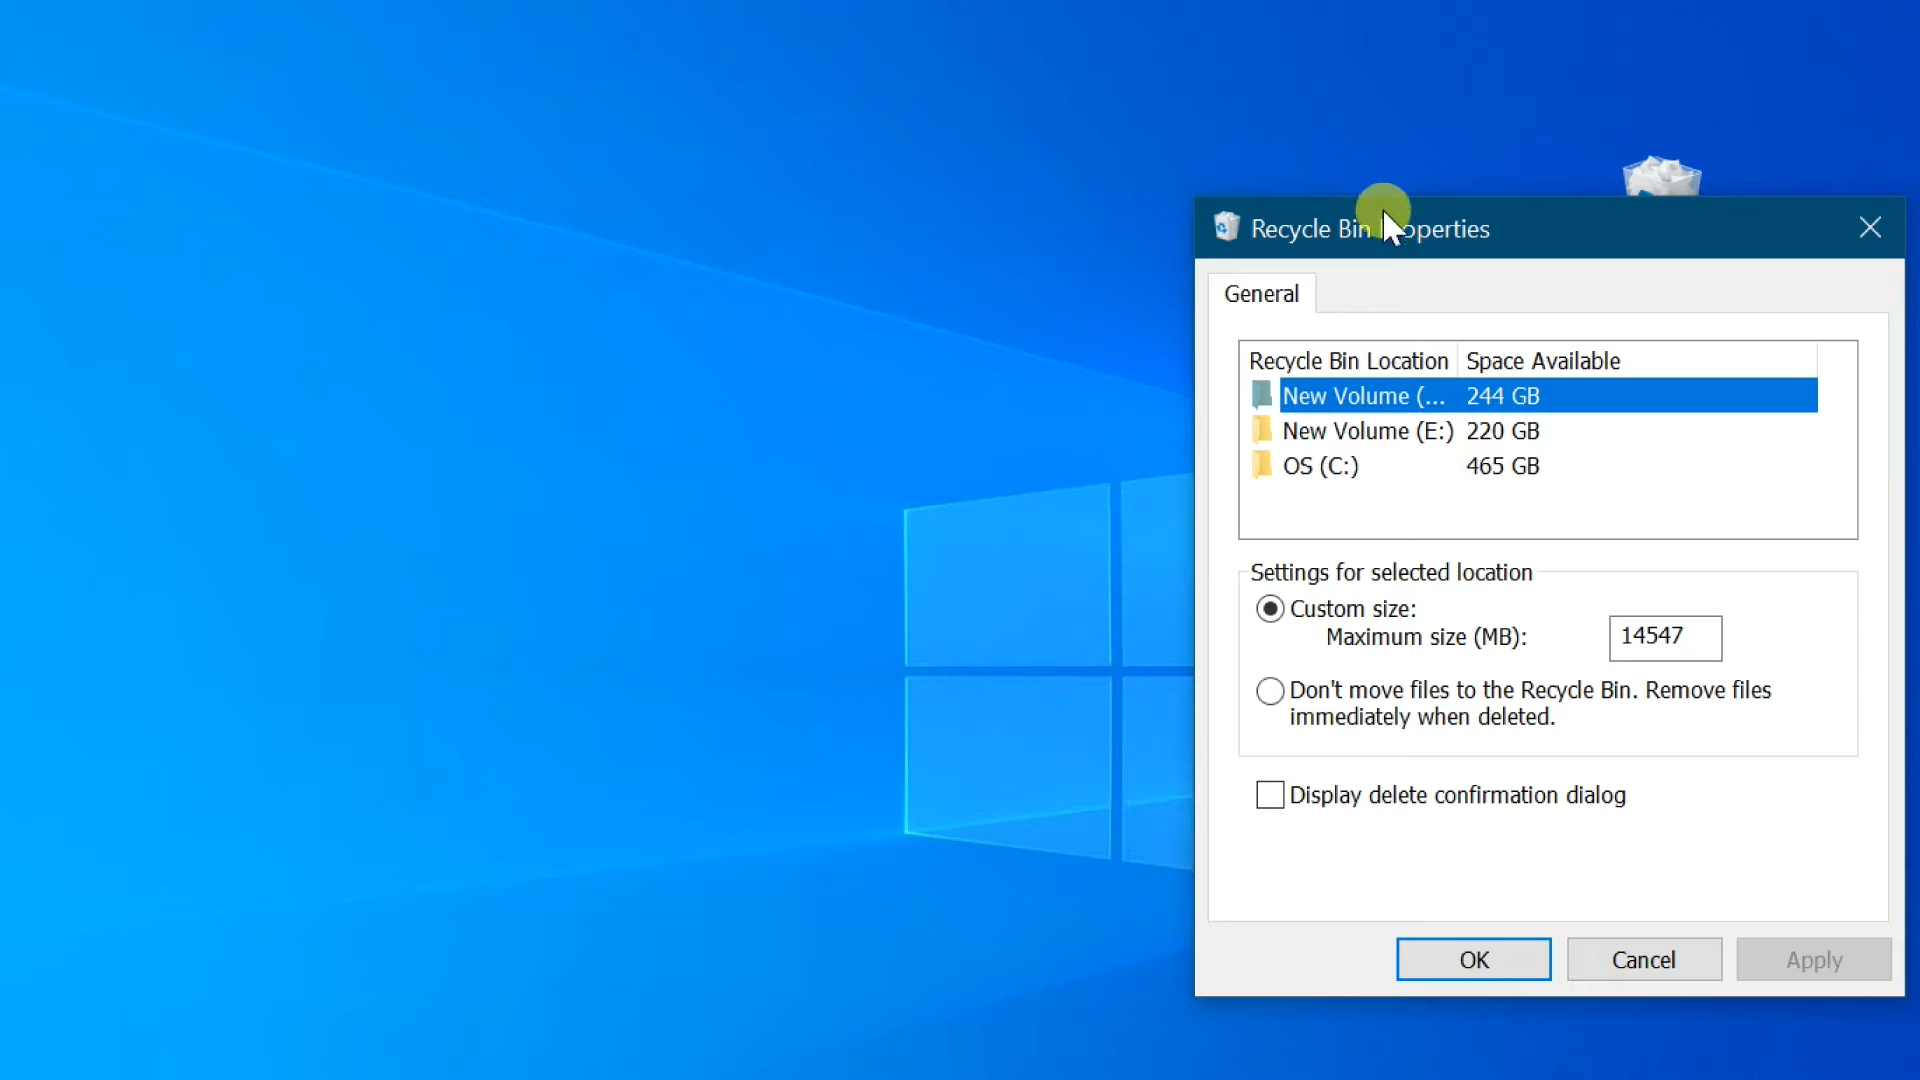 Recycle Bin Properties
General
Recycle Bin Location Space Available
New Volume (... 244 GB
New Volume (E:) 220 GB
OS (C:) 465 GB
Settings for selected location
Custom size:
Maximum size (MB): 14547
Don't move files to the Recycle Bin. Remove files
immediately when deleted.
Display delete confirmation dialog
OK Cancel Apply